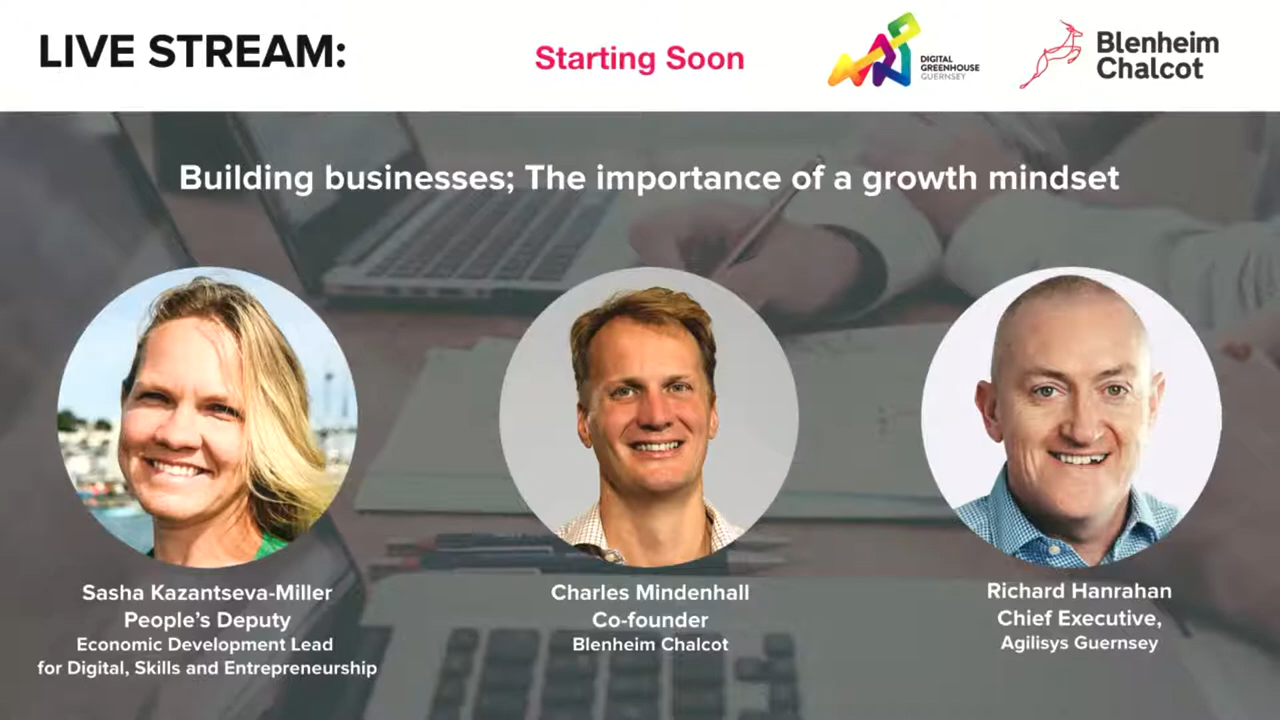 LIVE STREAM:
Starting Soon
DIGITAL
GREENHOUSE
GUERNSEY
Blenheim
Chalcot
Building businesses; The importance of a growth mindset
Sasha Kazantseva-Miller
People's Deputy
Economic Development Lead
for Digital, Skills and Entrepreneurship
Charles Mindenhall
Co-founder
Blenheim Chalcot
Richard Hanrahan
Chief Executive,
Agilisys Guernsey